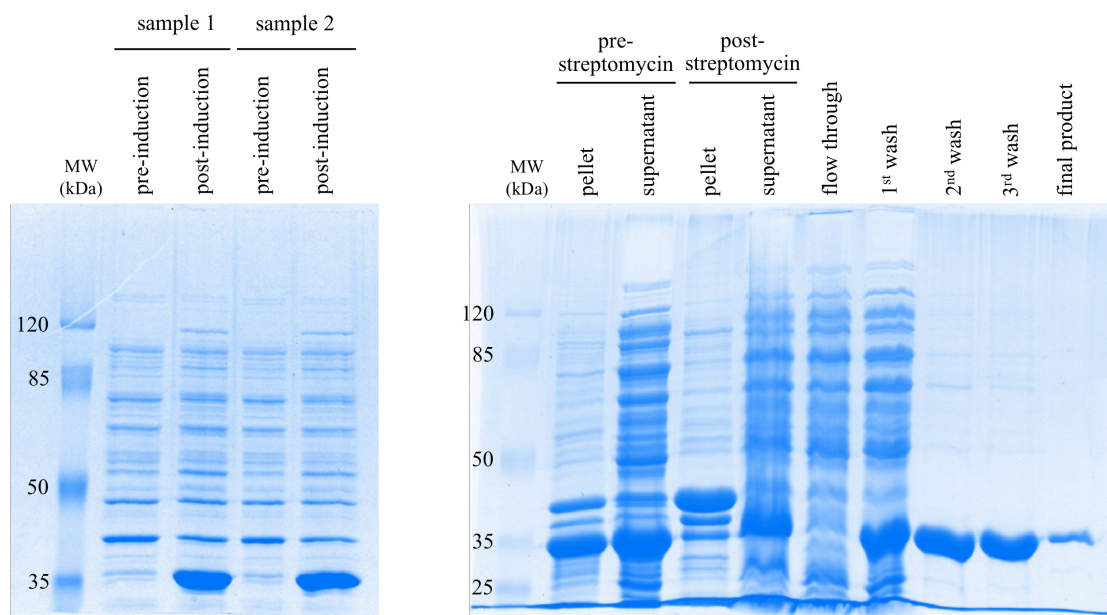 sample 1
sample 2
pre-induction
post-induction
pre-induction
post-induction
MW
(kDa)
120
85
50
35
pre-
streptomycin
post-
streptomycin
pellet
supernatant
pellet
supernatant
flow through
1st wash
2nd wash
3rd wash
final product
MW
(kDa)
120
85
50
35
25